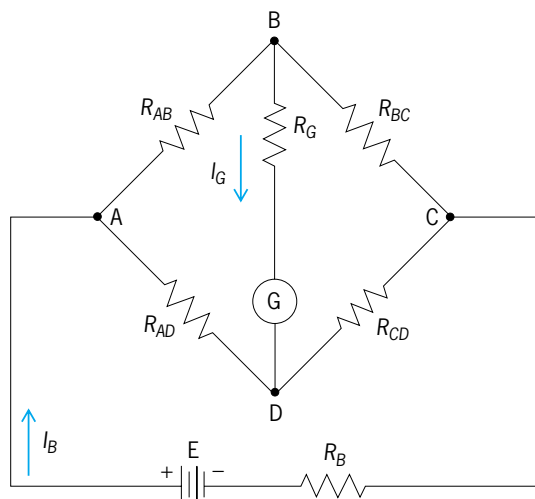 B
R_AB R_G R_BC
I_G
A C
G
R_AD R_CD
D
I_B + E − R_B